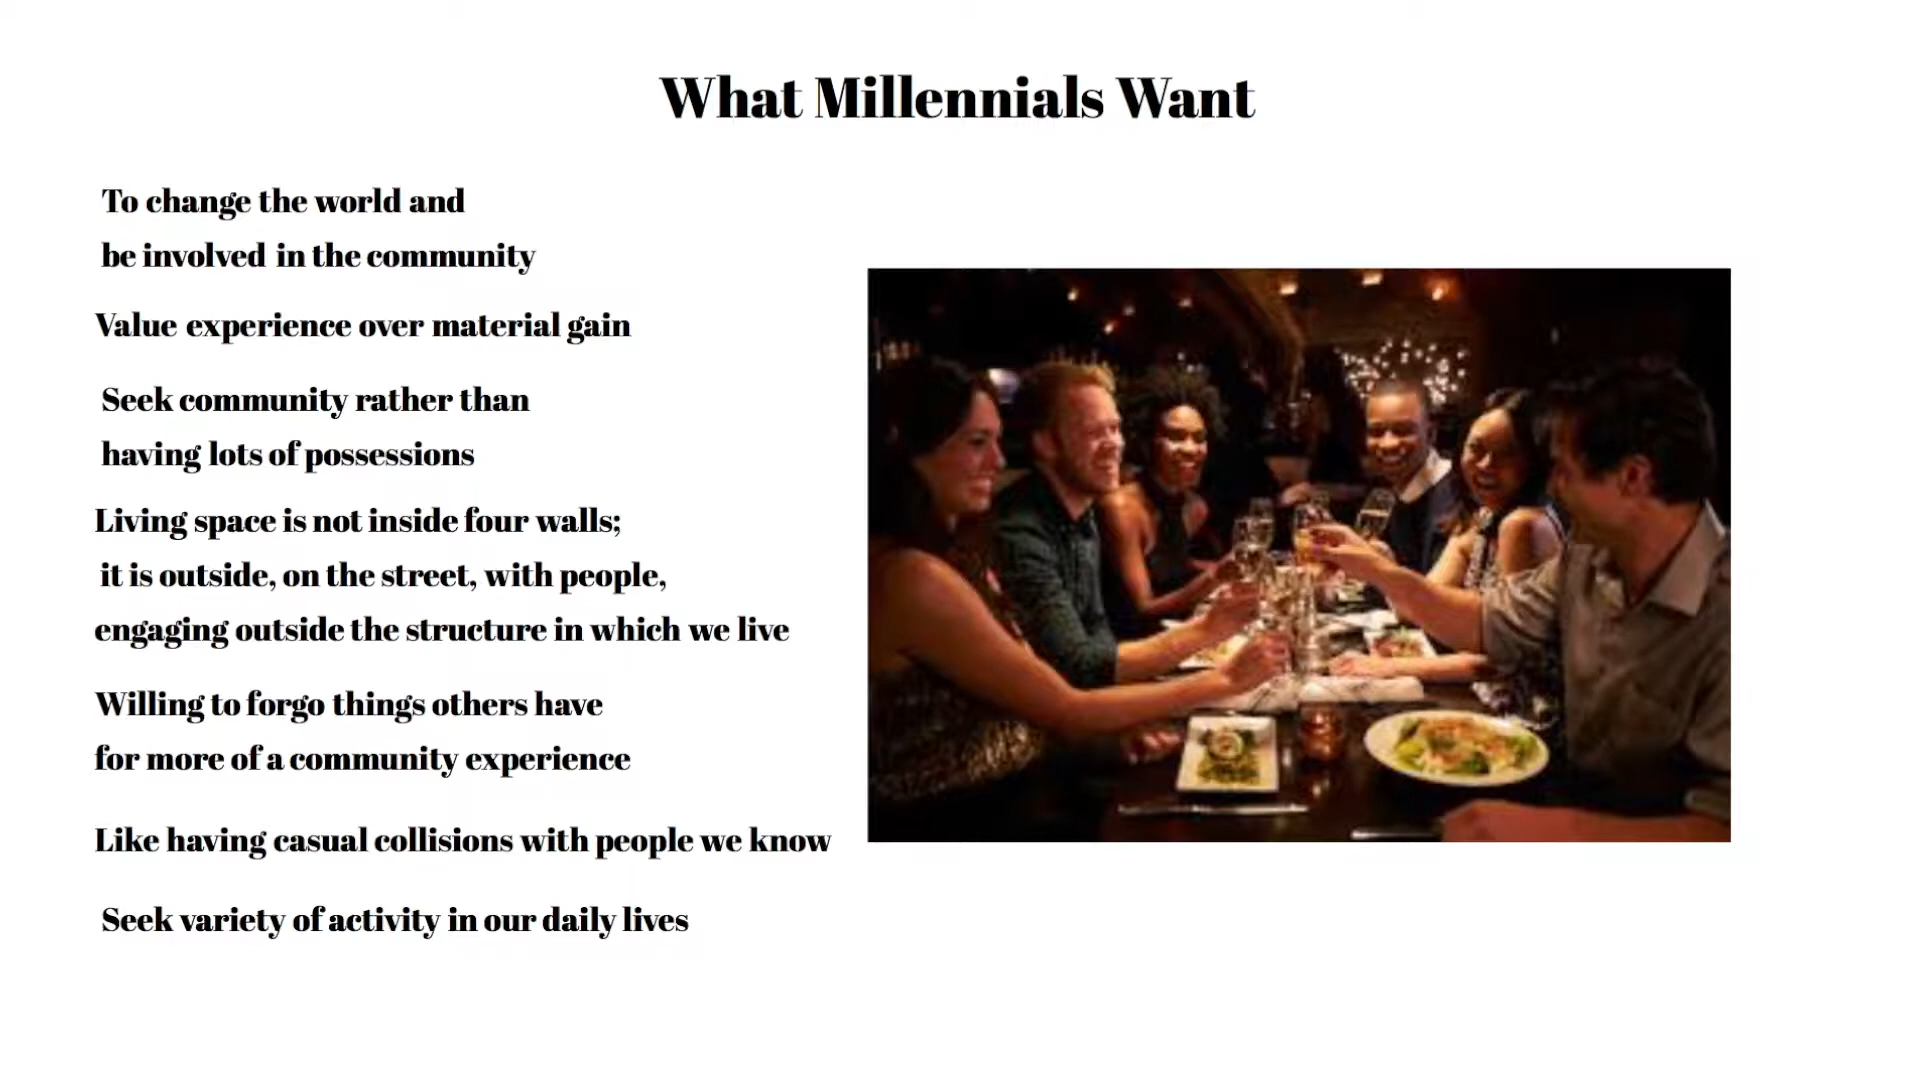 What Millennials Want
To change the world and
be involved in the community
Value experience over material gain
Seek community rather than
having lots of possessions
Living space is not inside four walls;
it is outside, on the street, with people,
engaging outside the structure in which we live
Willing to forgo things others have
for more of a community experience
Like having casual collisions with people we know
Seek variety of activity in our daily lives